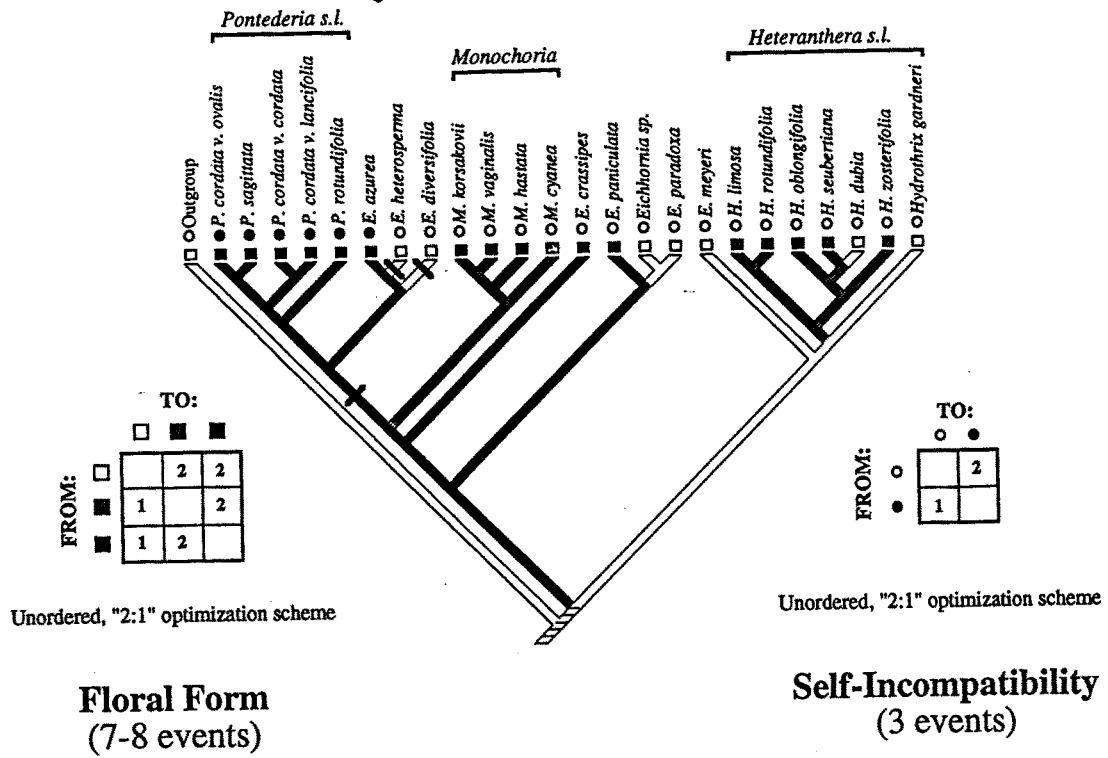 Pontederia s.l.
Monochoria
Heteranthera s.l.
Outgroup
P. cordata v. ovalis
P. sagittata
P. cordata v. cordata
P. cordata v. lancifolia
P. rotundifolia
E. azurea
E. heterosperma
E. diversifolia
M. korsakovii
M. vaginalis
M. hastata
M. cyanea
E. crassipes
E. paniculata
Eichhornia sp.
E. paradoxa
E. meyeri
H. limosa
H. rotundifolia
H. oblongifolia
H. seubertiana
H. dubia
H. zosterifolia
Hydrothrix gardneri
TO:
FROM:
2 2
1 2
1 2
Unordered, "2:1" optimization scheme
Floral Form
(7-8 events)
TO:
FROM:
2
1
Unordered, "2:1" optimization scheme
Self-Incompatibility
(3 events)